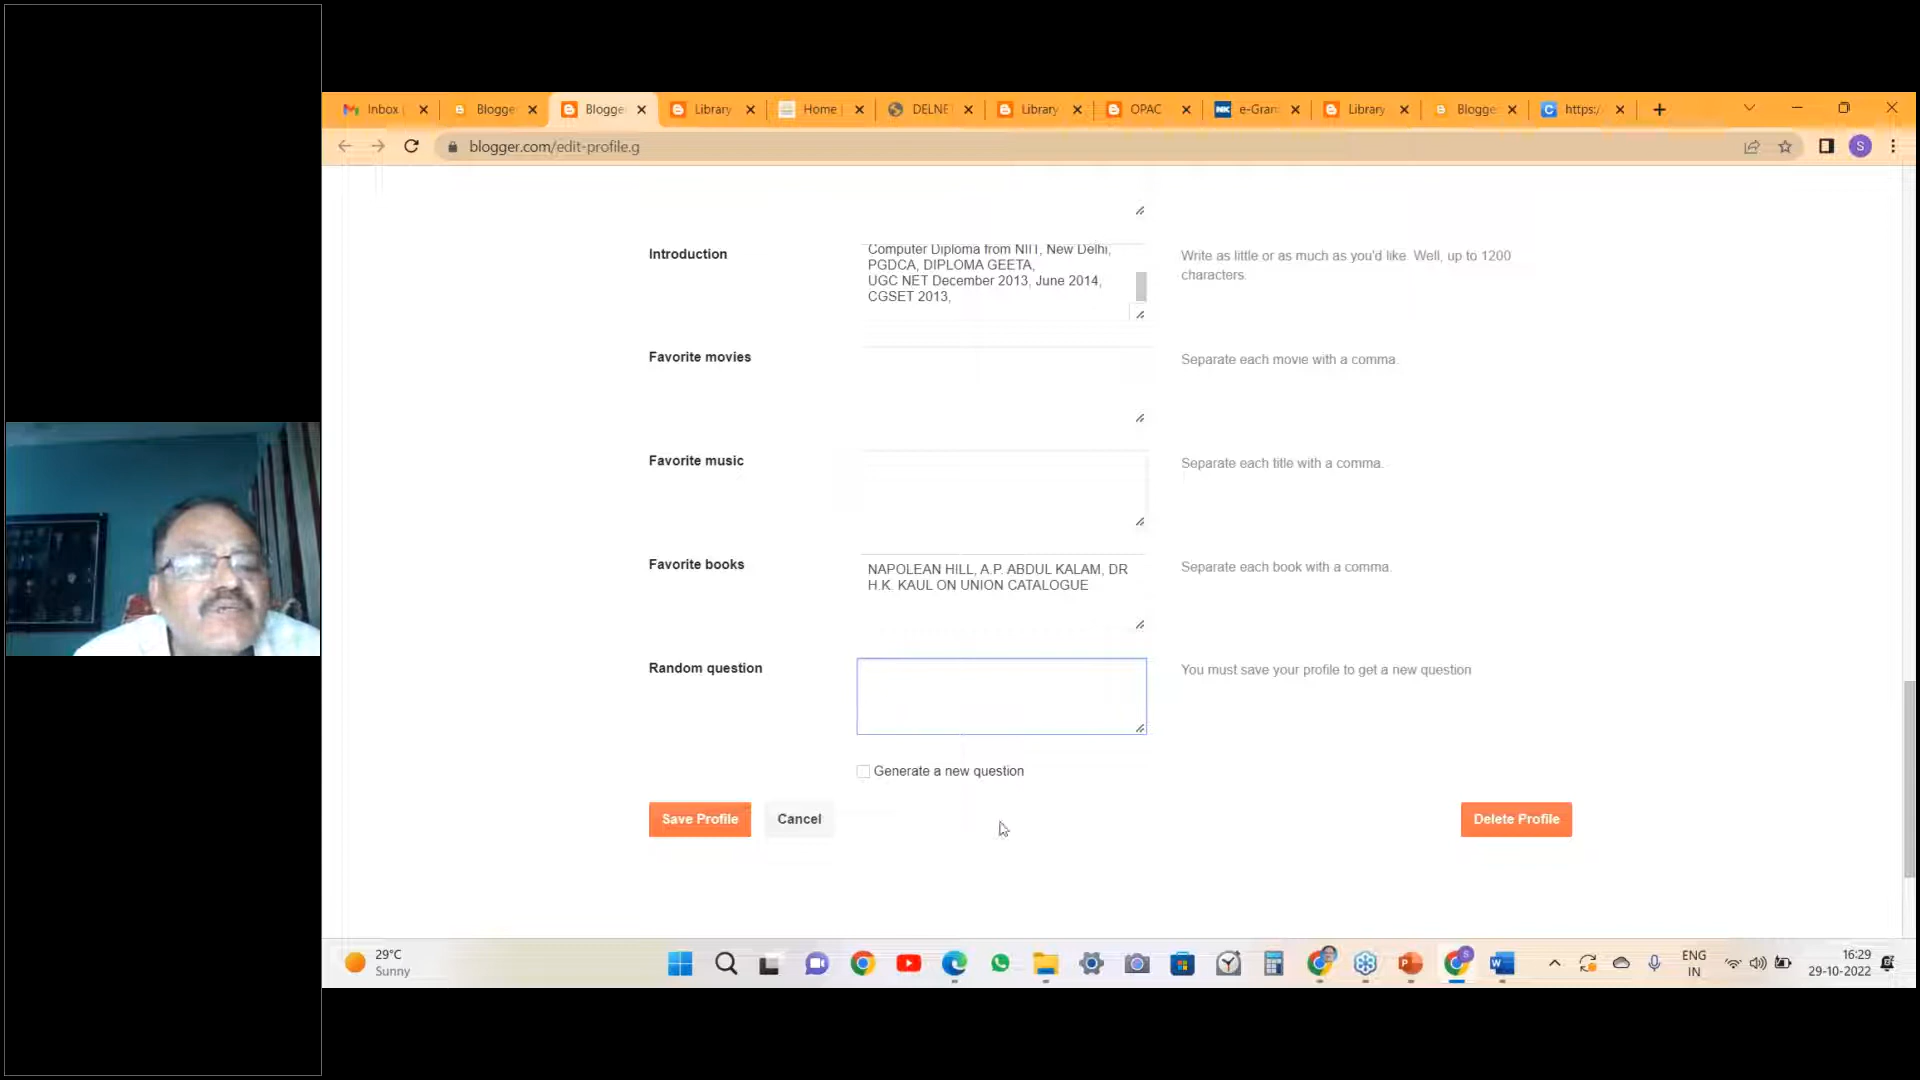 Inbox
Blogge
Blogge
Library
Home
DELNE
Library
OPAC
e-Gran
Library
Blogge
https:/
blogger.com/edit-profile.g
S
Introduction
Computer Diploma from NIIT, New Delhi,
PGDCA, DIPLOMA GEETA,
UGC NET December 2013, June 2014,
CGSET 2013,
Write as little or as much as you'd like. Well, up to 1200
characters.
Favorite movies
Separate each movie with a comma.
Favorite music
Separate each title with a comma.
Favorite books
NAPOLEAN HILL, A.P. ABDUL KALAM, DR
H.K. KAUL ON UNION CATALOGUE
Separate each book with a comma.
Random question
You must save your profile to get a new question
Generate a new question
Save Profile
Cancel
Delete Profile
29°C
Sunny
ENG
IN
16:29
29-10-2022